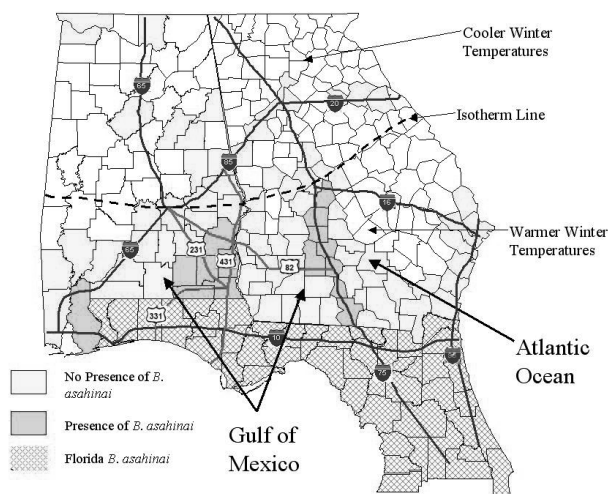 Cooler Winter
Temperatures
65
20
Isotherm Line
85
16
Warmer Winter
Temperatures
65
231
431
82
331
10
75
Atlantic
Ocean
Gulf of
Mexico
No Presence of B.
asahinai
Presence of B. asahinai
Florida B. asahinai